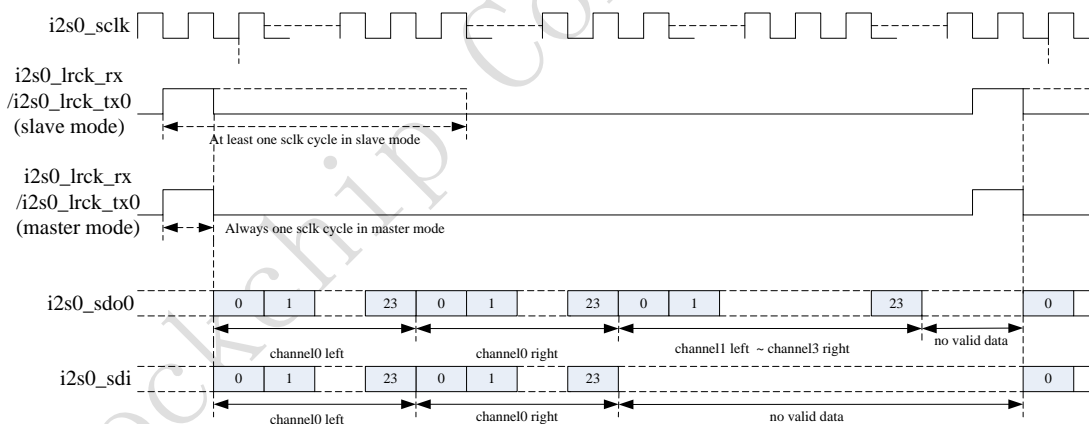 i2s0_sclk
i2s0_lrck_rx
/i2s0_lrck_tx0
(slave mode)
At least one sclk cycle in slave mode
i2s0_lrck_rx
/i2s0_lrck_tx0
(master mode)
Always one sclk cycle in master mode
i2s0_sdo0
0 1 23 0 1 23 0 1 23 0
channel0 left
channel0 right
channel1 left ~ channel3 right
no valid data
i2s0_sdi
0 1 23 0 1 23 0
channel0 left
channel0 right
no valid data
ockchip Co